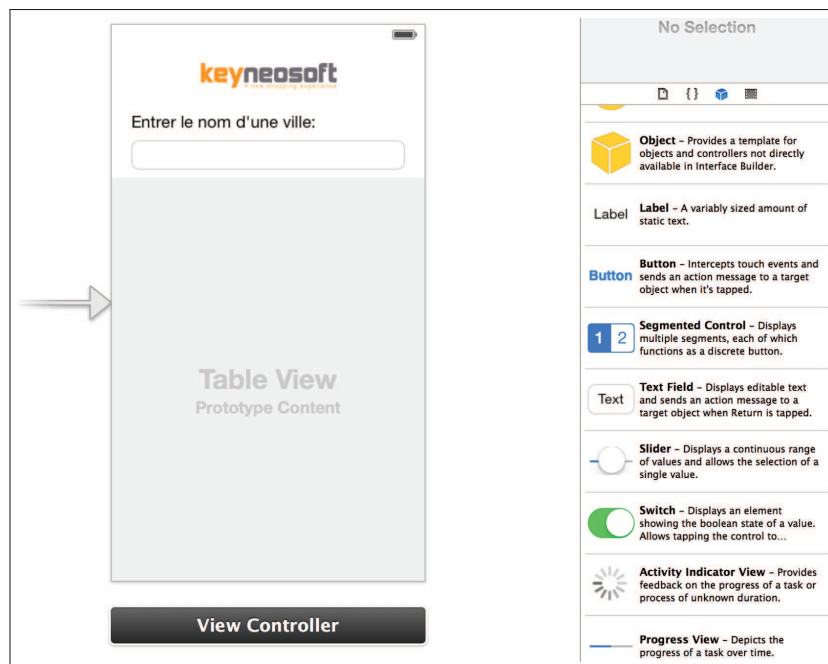 keyneosoft
A new shopping experience
Entrer le nom d'une ville:
Table View
Prototype Content
View Controller
No Selection
{ }
Object – Provides a template for
objects and controllers not directly
available in Interface Builder.
Label
Label – A variably sized amount of
static text.
Button
Button – Intercepts touch events and
sends an action message to a target
object when it's tapped.
1 2
Segmented Control – Displays
multiple segments, each of which
functions as a discrete button.
Text
Text Field – Displays editable text
and sends an action message to a
target object when Return is tapped.
Slider – Displays a continuous range
of values and allows the selection of a
single value.
Switch – Displays an element
showing the boolean state of a value.
Allows tapping the control to...
Activity Indicator View – Provides
feedback on the progress of a task or
process of unknown duration.
Progress View – Depicts the
progress of a task over time.